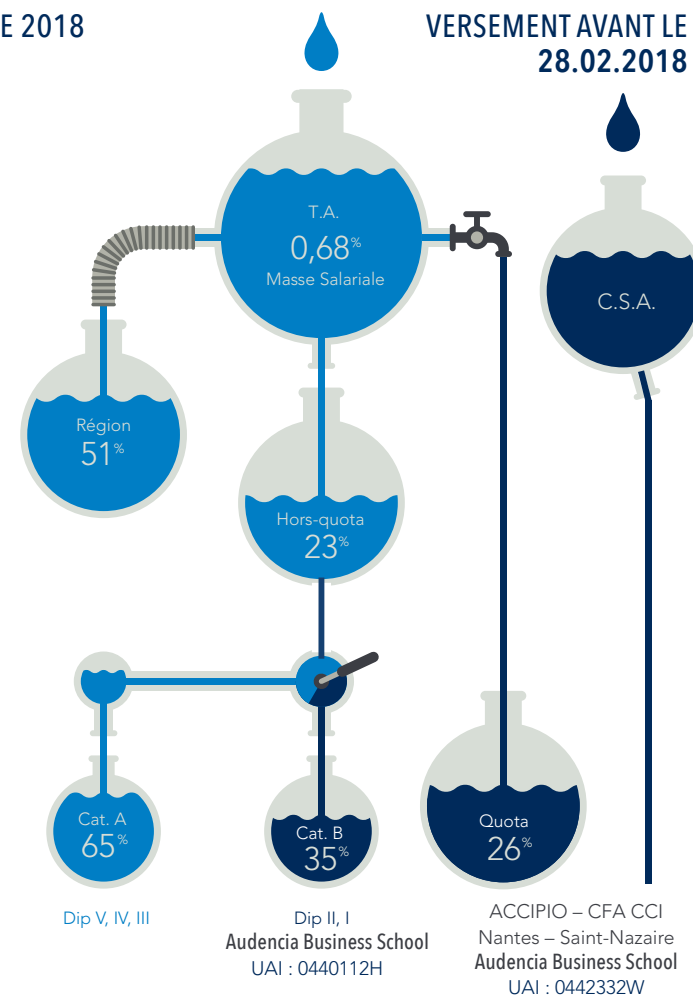 E 2018
VERSEMENT AVANT LE
28.02.2018
T.A.
0,68%
Masse Salariale
C.S.A.
Région
51%
Hors-quota
23%
Cat. A
65%
Cat. B
35%
Quota
26%
Dip V, IV, III
Dip II, I
Audencia Business School
UAI : 0440112H
ACCIPIO – CFA CCI
Nantes – Saint-Nazaire
Audencia Business School
UAI : 0442332W